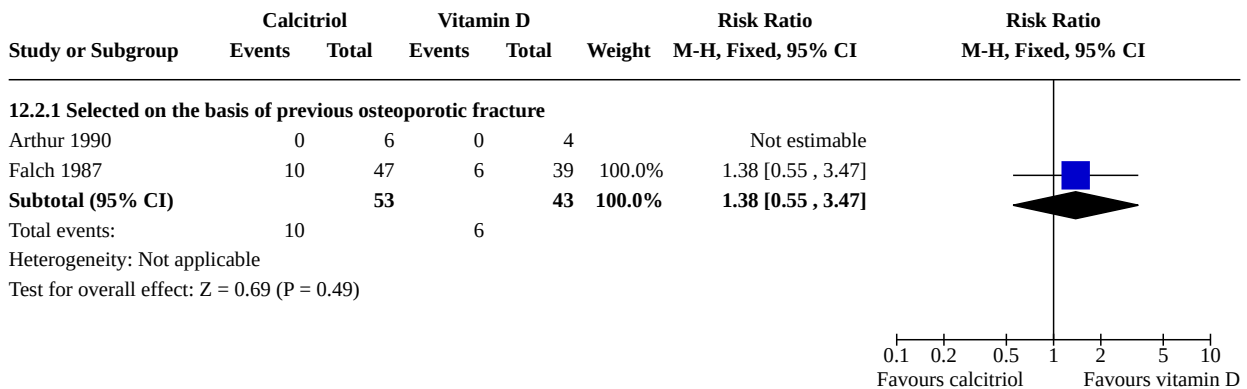 Calcitriol Vitamin D Risk Ratio Risk Ratio
Study or Subgroup Events Total Events Total Weight M-H, Fixed, 95% CI M-H, Fixed, 95% CI
12.2.1 Selected on the basis of previous osteoporotic fracture
Arthur 1990 0 6 0 4 Not estimable
Falch 1987 10 47 6 39 100.0% 1.38 [0.55 , 3.47]
Subtotal (95% CI) 53 43 100.0% 1.38 [0.55 , 3.47]
Total events: 10 6
Heterogeneity: Not applicable
Test for overall effect: Z = 0.69 (P = 0.49)
0.1 0.2 0.5 1 2 5 10
Favours calcitriol Favours vitamin D